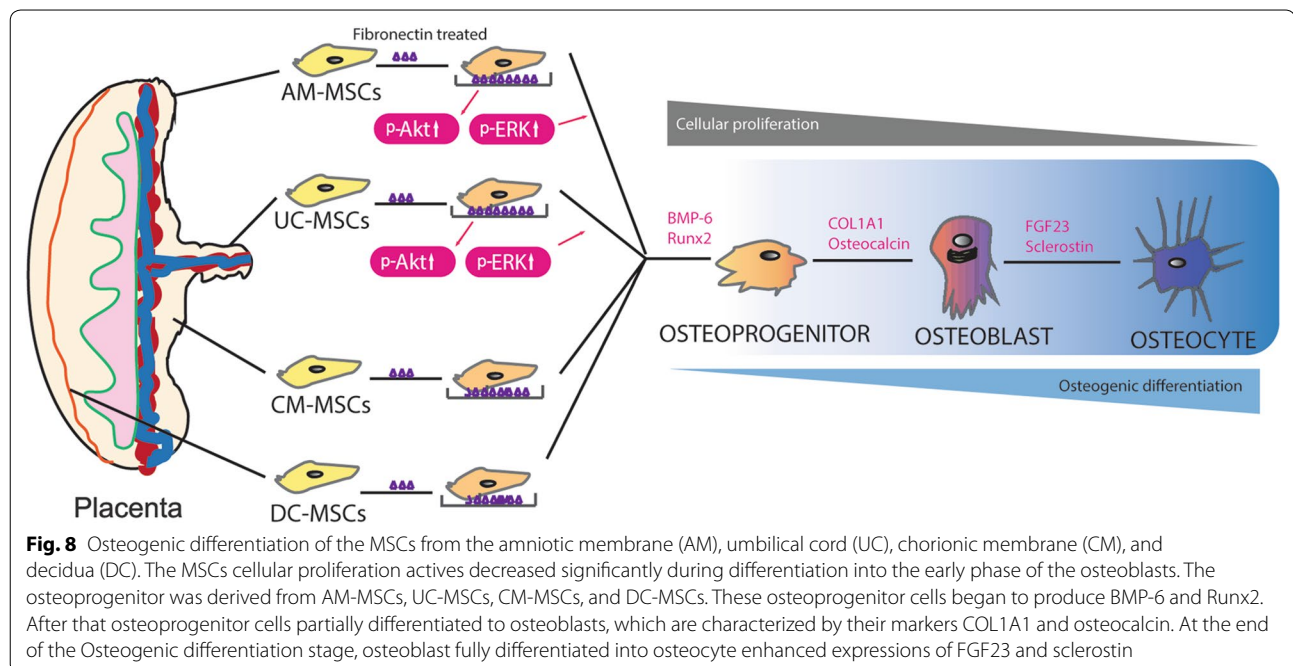 Fibronectin treated
AM-MSCs
p-Akt↑
p-ERK↑
UC-MSCs
p-Akt↑
p-ERK↑
CM-MSCs
DC-MSCs
Placenta
Cellular proliferation
BMP-6
Runx2
COL1A1
Osteocalcin
FGF23
Sclerostin
OSTEOPROGENITOR
OSTEOBLAST
OSTEOCYTE
Osteogenic differentiation
Fig. 8 Osteogenic differentiation of the MSCs from the amniotic membrane (AM), umbilical cord (UC), chorionic membrane (CM), and
decidua (DC). The MSCs cellular proliferation actives decreased significantly during differentiation into the early phase of the osteoblasts. The
osteoprogenitor was derived from AM-MSCs, UC-MSCs, CM-MSCs, and DC-MSCs. These osteoprogenitor cells began to produce BMP-6 and Runx2.
After that osteoprogenitor cells partially differentiated to osteoblasts, which are characterized by their markers COL1A1 and osteocalcin. At the end
of the Osteogenic differentiation stage, osteoblast fully differentiated into osteocyte enhanced expressions of FGF23 and sclerostin